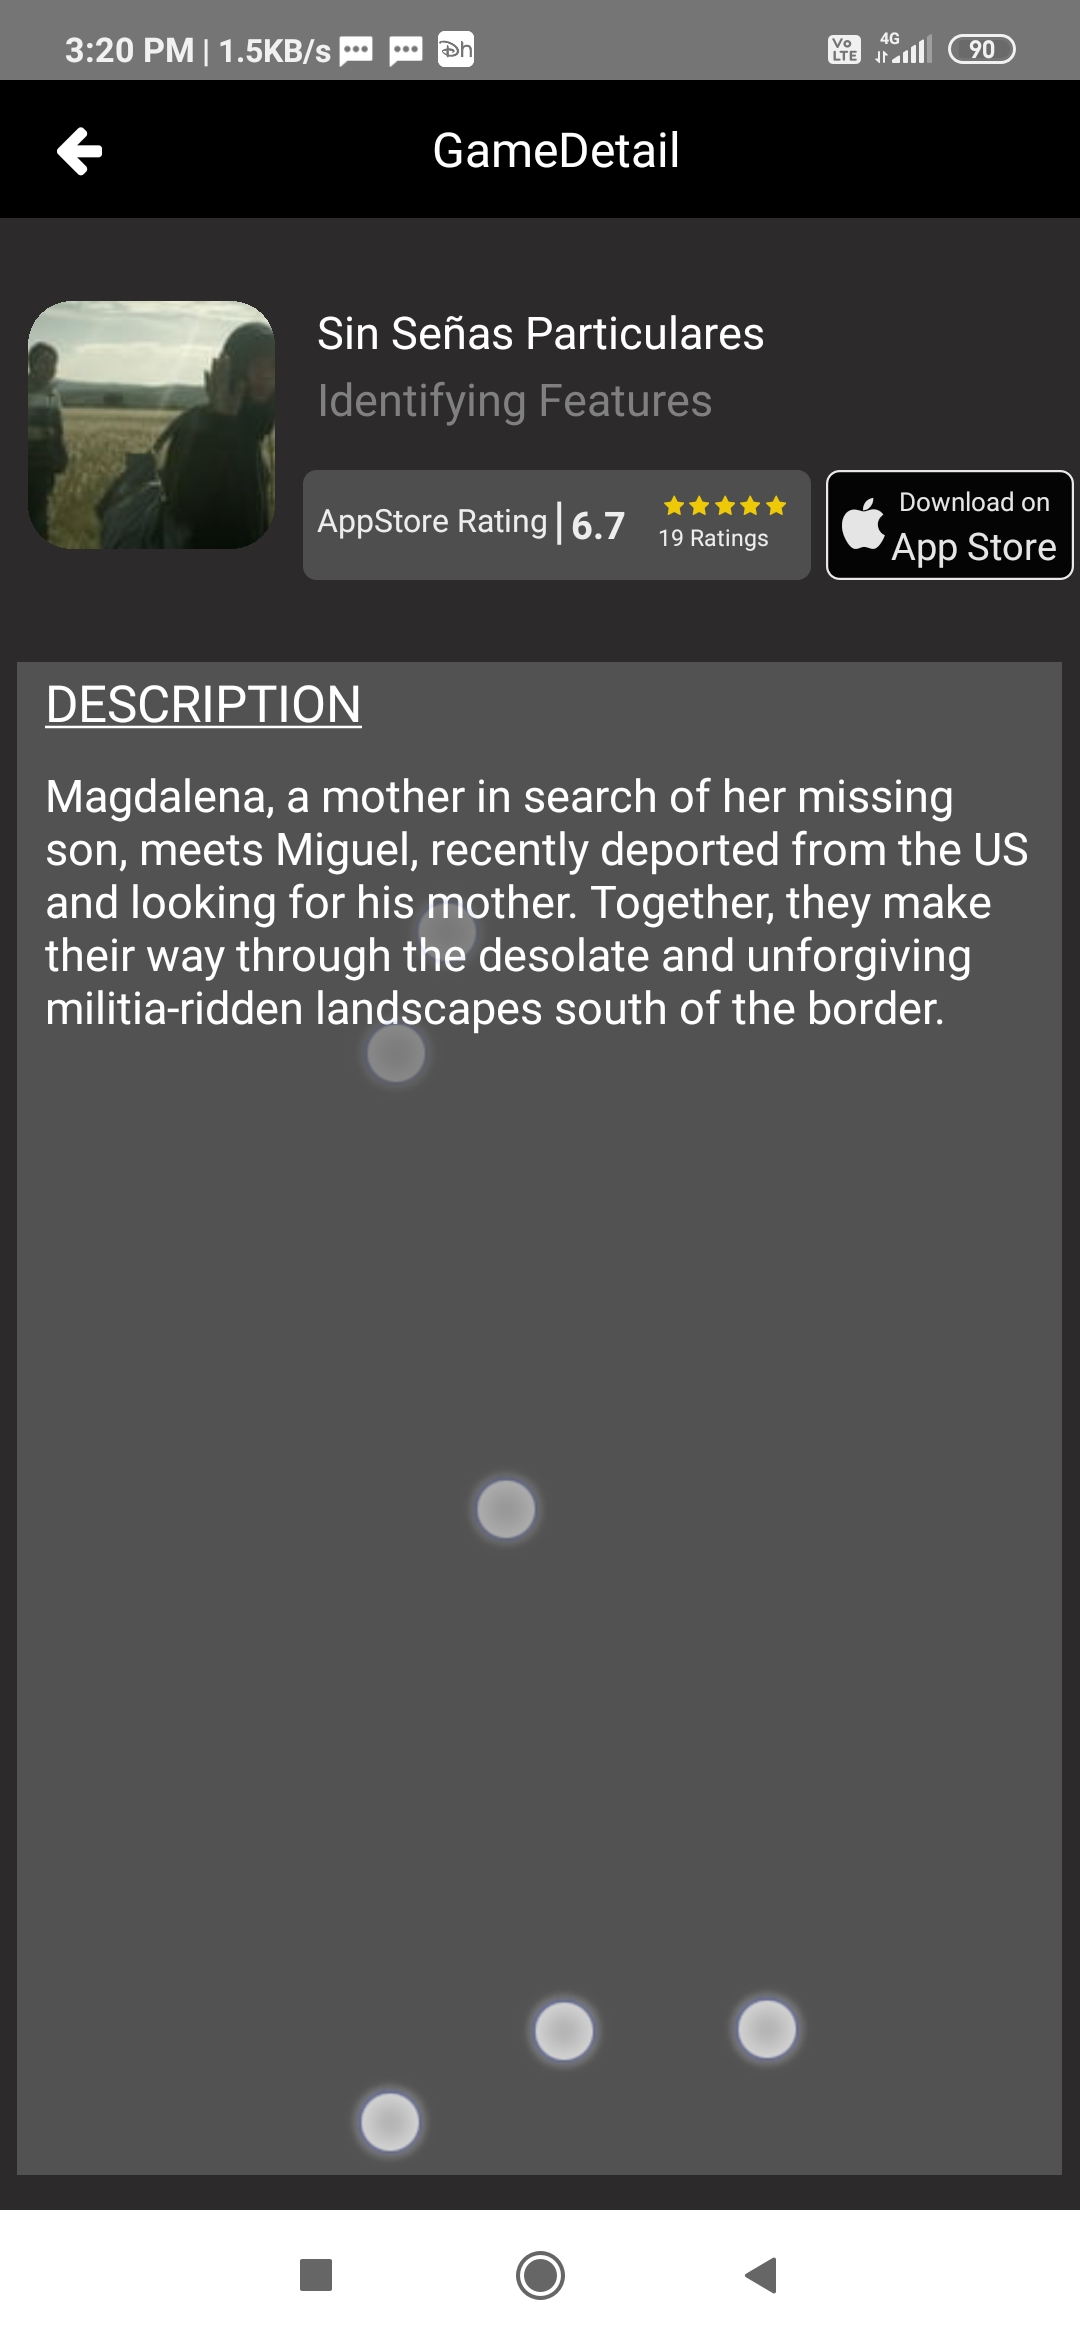 3:20 PM | 1.5KB/s Dh Vo LTE 4G 90
GameDetail
Sin Señas Particulares
Identifying Features
AppStore Rating | 6.7
19 Ratings
Download on
App Store
DESCRIPTION
Magdalena, a mother in search of her missing
son, meets Miguel, recently deported from the US
and looking for his mother. Together, they make
their way through the desolate and unforgiving
militia-ridden landscapes south of the border.